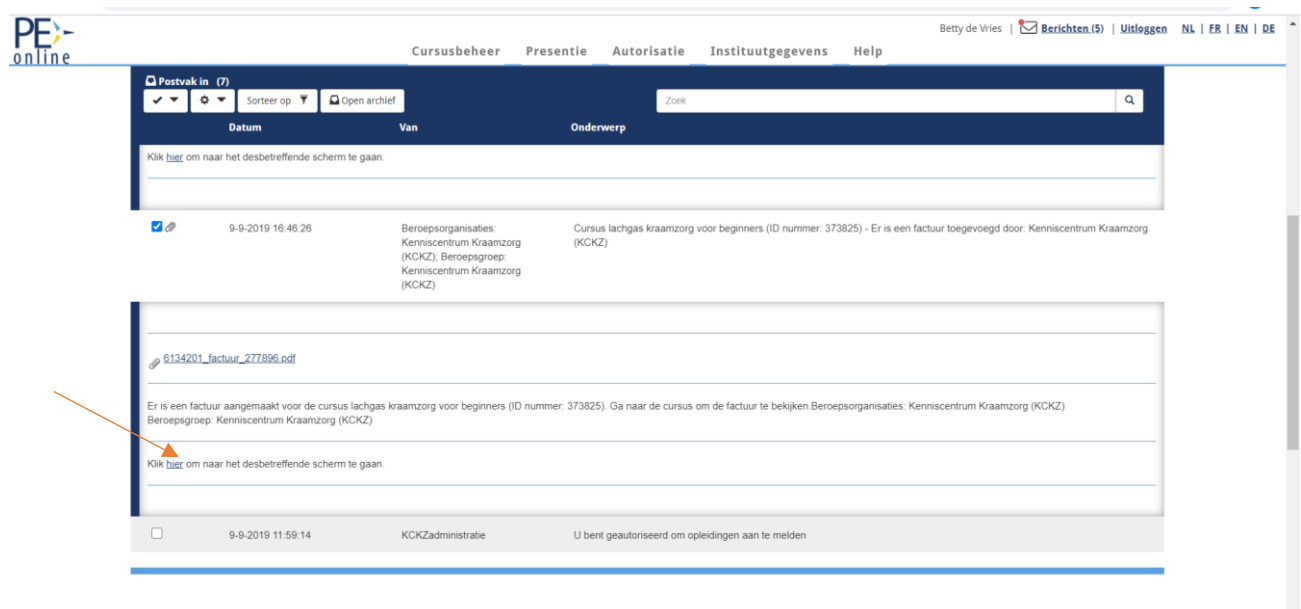 PE
online
Betty de Vries | Berichten (5) | Uitloggen NL | FR | EN | DE
Cursusbeheer Presentie Autorisatie Instituutgegevens Help
Postvak in (7)
Sorteer op Open archief Zoek
Datum Van Onderwerp
Klik hier om naar het desbetreffende scherm te gaan.
9-9-2019 16:46:26 Beroepsorganisaties: Cursus lachgas kraamzorg voor beginners (ID nummer: 373825) - Er is een factuur toegevoegd door: Kenniscentrum Kraamzorg
Kenniscentrum Kraamzorg (KCKZ)
(KCKZ); Beroepsgroep:
Kenniscentrum Kraamzorg
(KCKZ)
6134201_factuur_277896.pdf
Er is een factuur aangemaakt voor de cursus lachgas kraamzorg voor beginners (ID nummer: 373825). Ga naar de cursus om de factuur te bekijken.Beroepsorganisaties: Kenniscentrum Kraamzorg (KCKZ)
Beroepsgroep: Kenniscentrum Kraamzorg (KCKZ)
Klik hier om naar het desbetreffende scherm te gaan.
9-9-2019 11:59:14 KCKZadministratie U bent geautoriseerd om opleidingen aan te melden